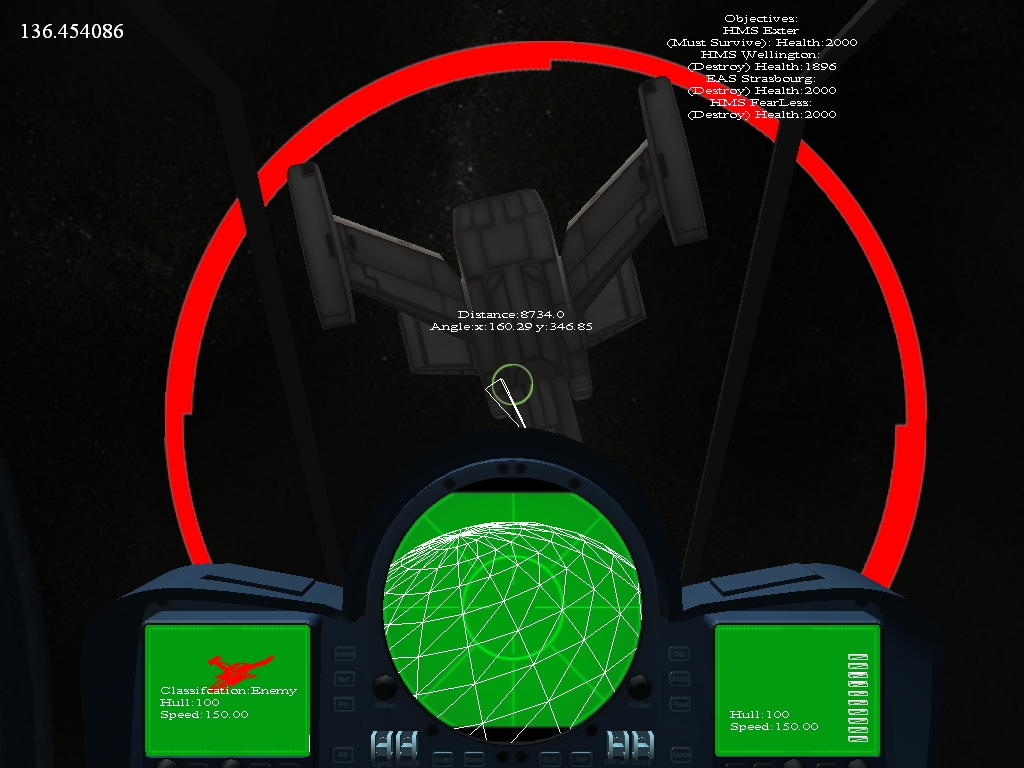 136.454086
Objectives:
HMS Exter
(Must Survive): Health:2000
HMS Wellington:
(Destroy) Health:1896
EAS Strasbourg:
(Destroy) Health:2000
HMS FearLess:
(Destroy) Health:2000
Distance:8734.0
Angle:x:160.29 y:346.85
Classifcation:Enemy
Hull:100
Speed:150.00
Hull:100
Speed:150.00